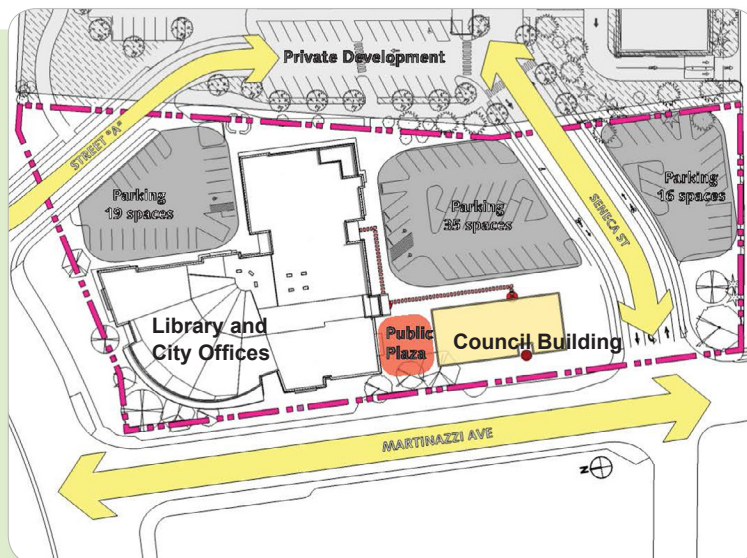 Private Development
STREET "A"
Parking
19 spaces
Parking
35 spaces
SENECA ST
Parking
16 spaces
Library and
City Offices
Public
Plaza
Council Building
MARTINAZZI AVE
N